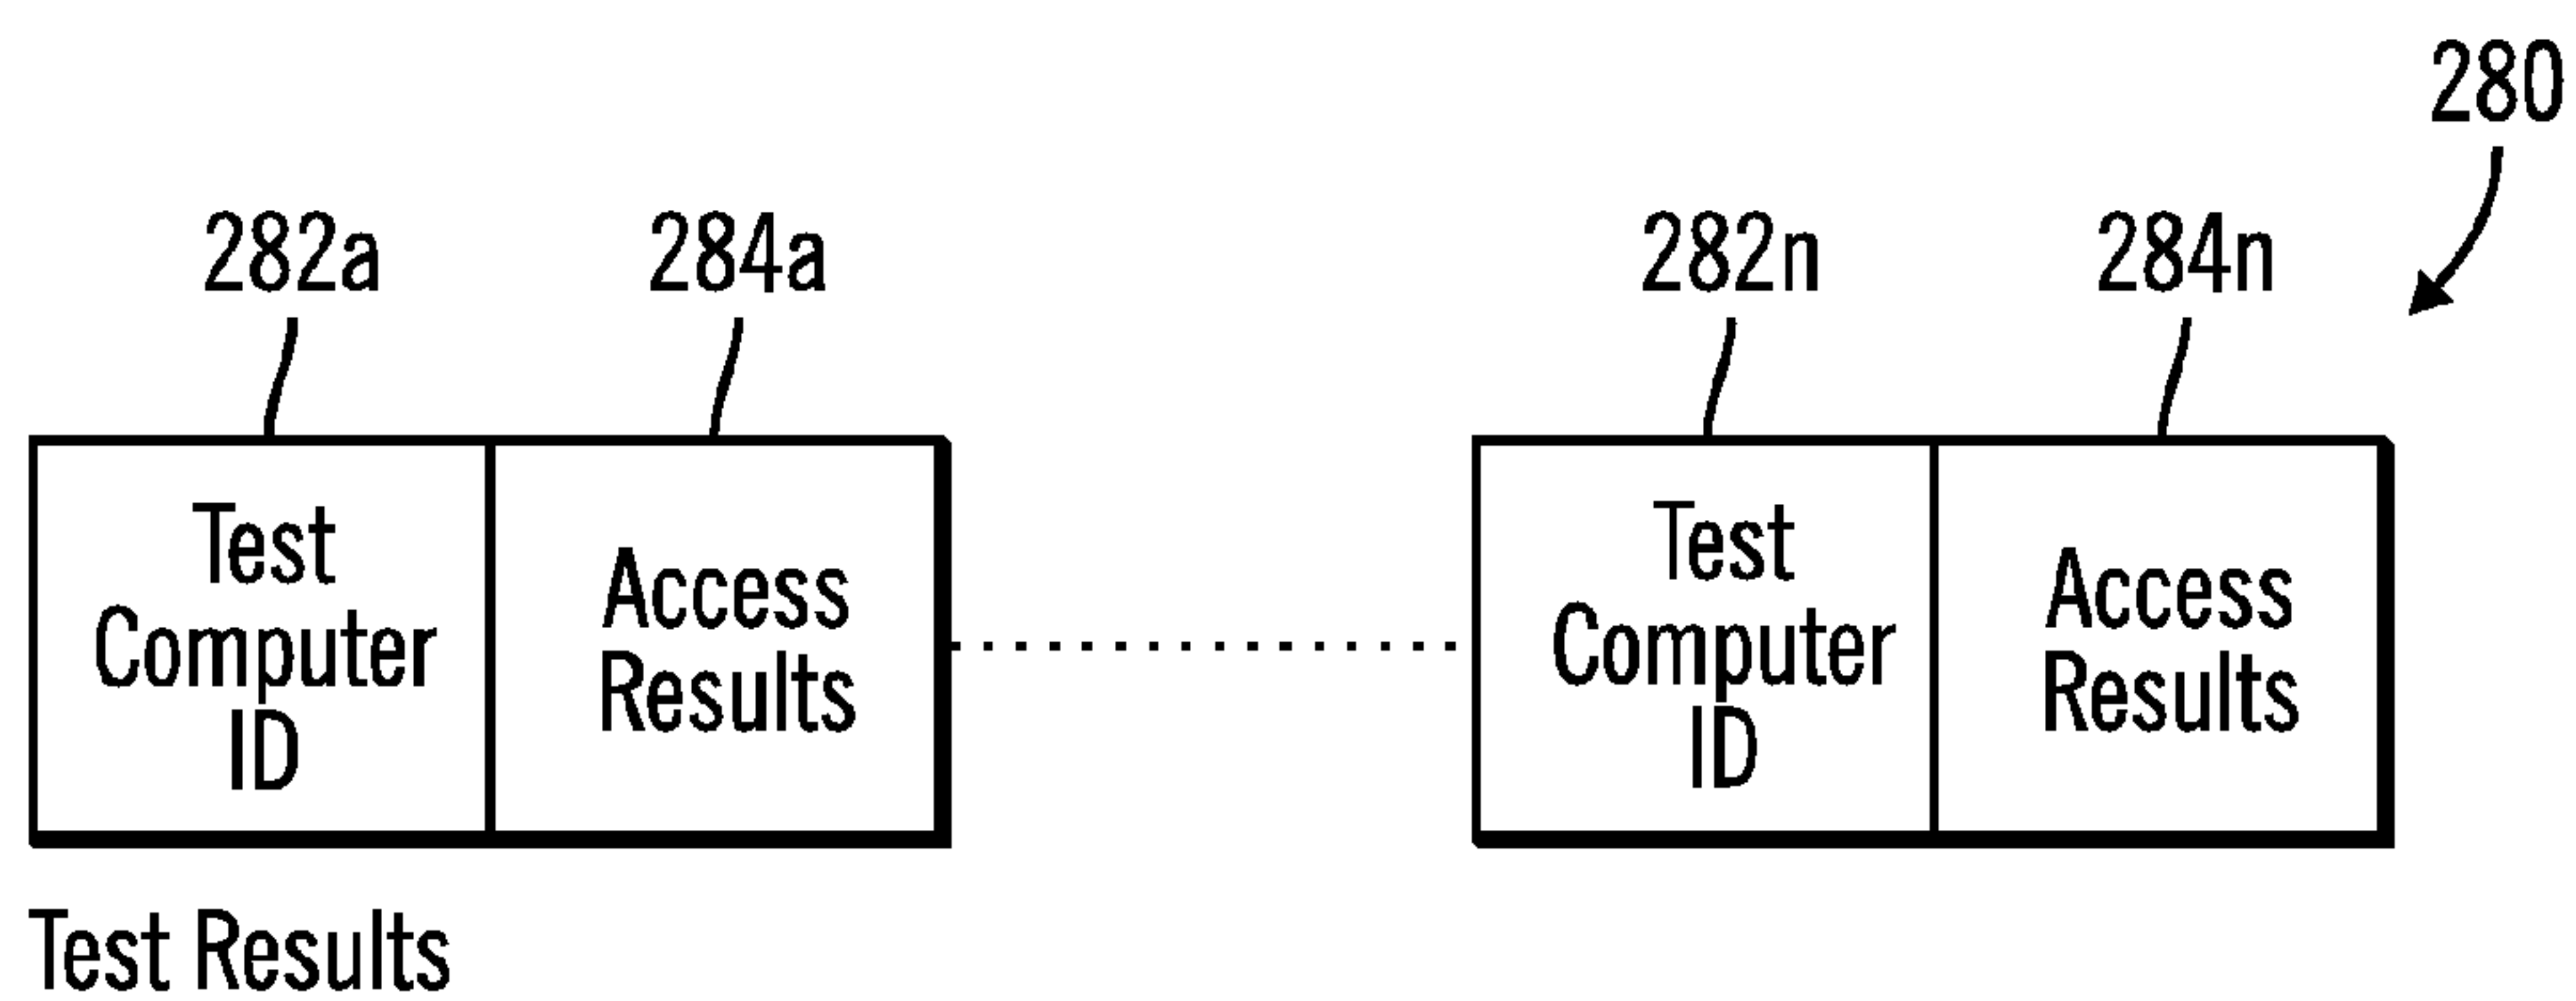 280
282a
284a
282n
284n
Test
Computer
ID
Access
Results
Test
Computer
ID
Access
Results
Test Results